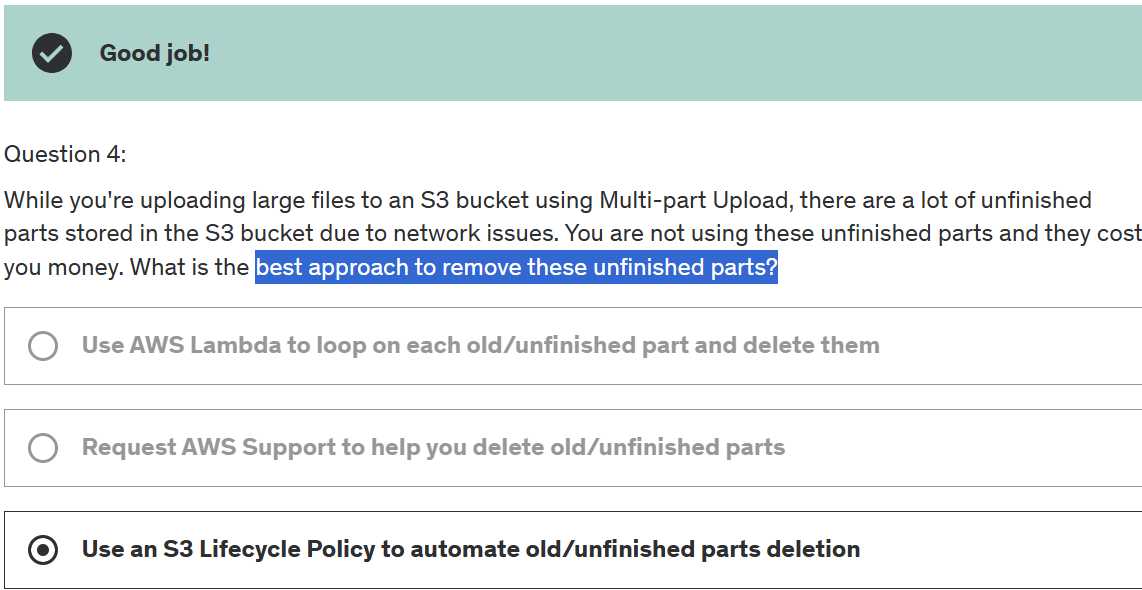 Good job!
Question 4:
While you're uploading large files to an S3 bucket using Multi-part Upload, there are a lot of unfinished
parts stored in the S3 bucket due to network issues. You are not using these unfinished parts and they cost
you money. What is the best approach to remove these unfinished parts?
Use AWS Lambda to loop on each old/unfinished part and delete them
Request AWS Support to help you delete old/unfinished parts
Use an S3 Lifecycle Policy to automate old/unfinished parts deletion